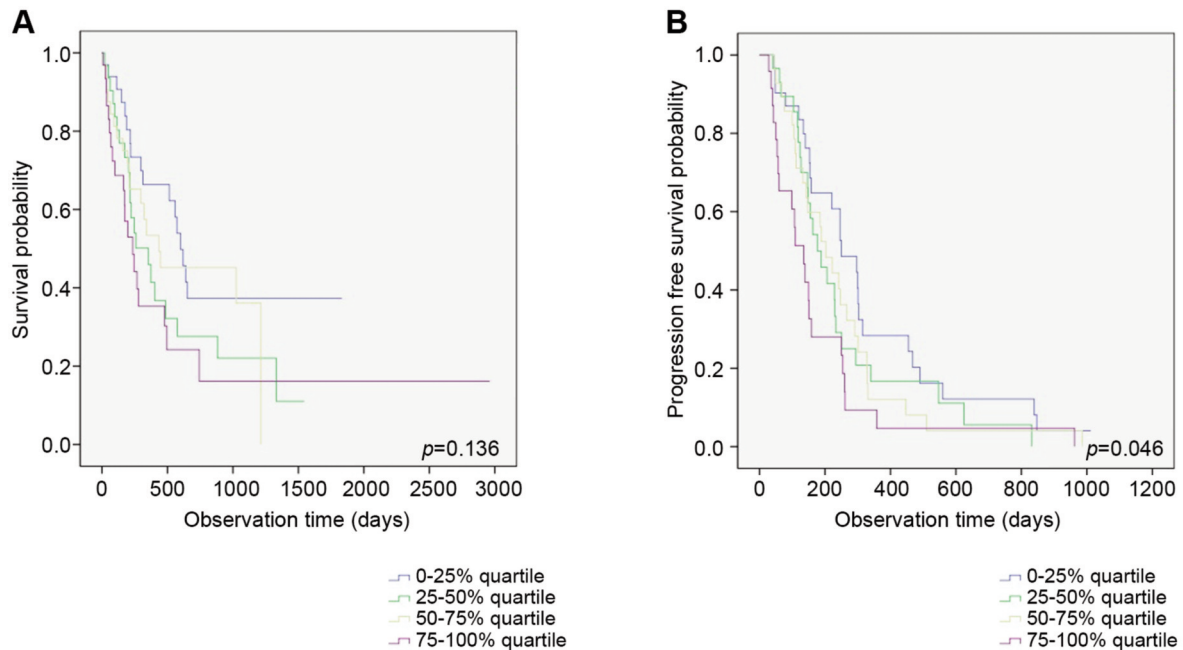 A
Survival probability
1.0
0.8
0.6
0.4
0.2
0.0
p=0.136
0 500 1000 1500 2000 2500 3000
Observation time (days)
0-25% quartile
25-50% quartile
50-75% quartile
75-100% quartile
B
Progression free survival probability
1.0
0.8
0.6
0.4
0.2
0.0
p=0.046
0 200 400 600 800 1000 1200
Observation time (days)
0-25% quartile
25-50% quartile
50-75% quartile
75-100% quartile